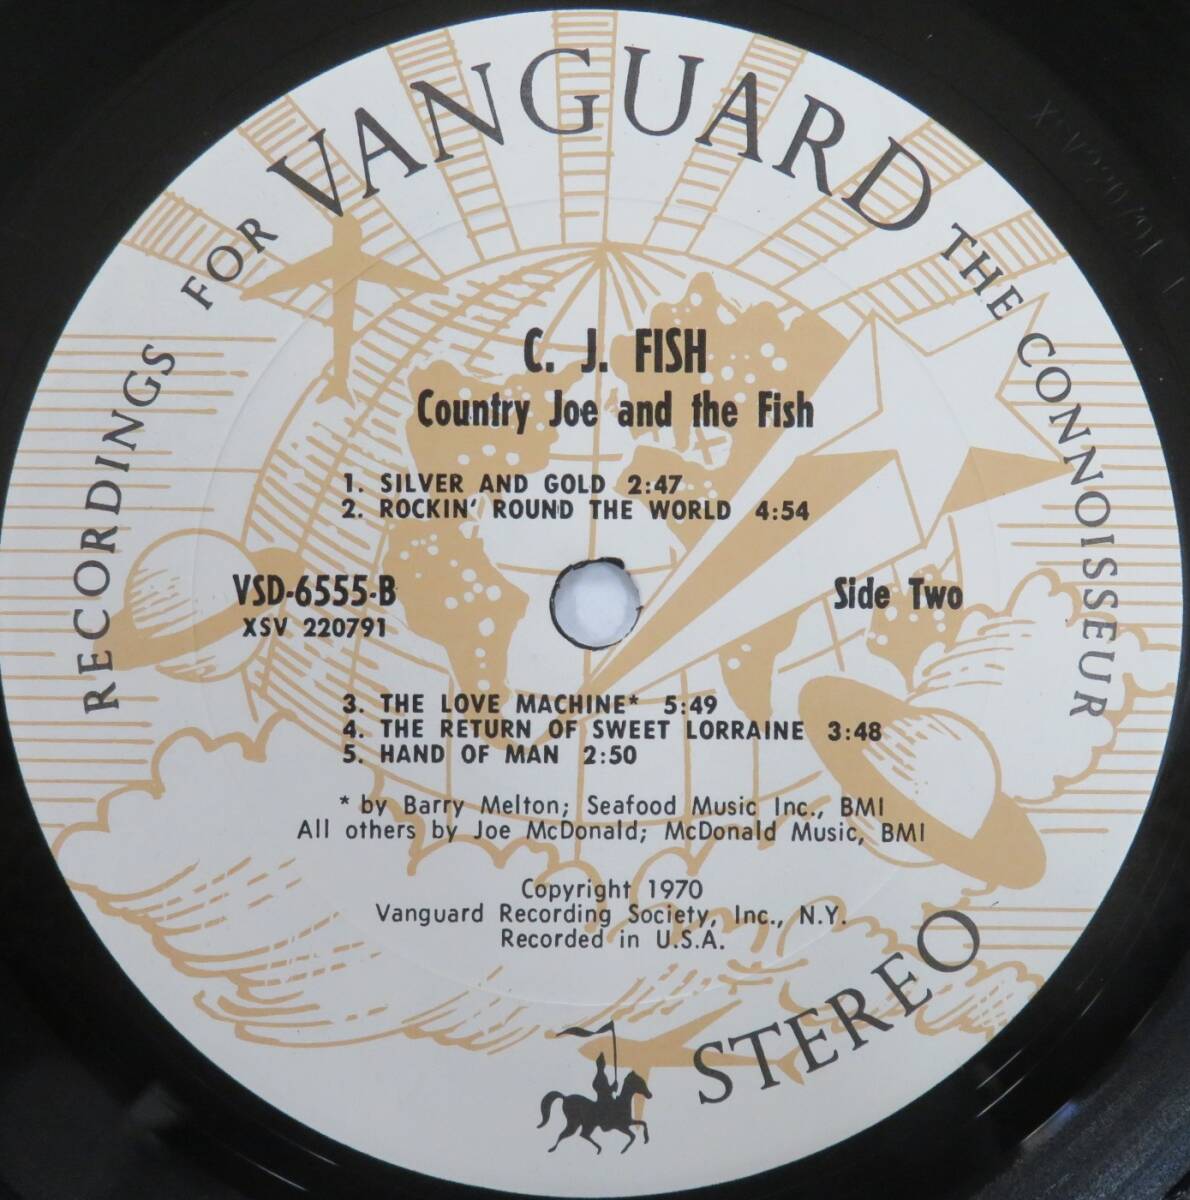 RECORDINGS FOR VANGUARD THE CONNOISSEUR
C. J. FISH
Country Joe and the Fish
1. SILVER AND GOLD 2:47
2. ROCKIN' ROUND THE WORLD 4:54
VSD-6555-B
XSV 220791
Side Two
3. THE LOVE MACHINE* 5:49
4. THE RETURN OF SWEET LORRAINE 3:48
5. HAND OF MAN 2:50
* by Barry Melton; Seafood Music Inc., BMI
All others by Joe McDonald; McDonald Music, BMI
Copyright 1970
Vanguard Recording Society, Inc., N.Y.
Recorded in U.S.A.
STEREO